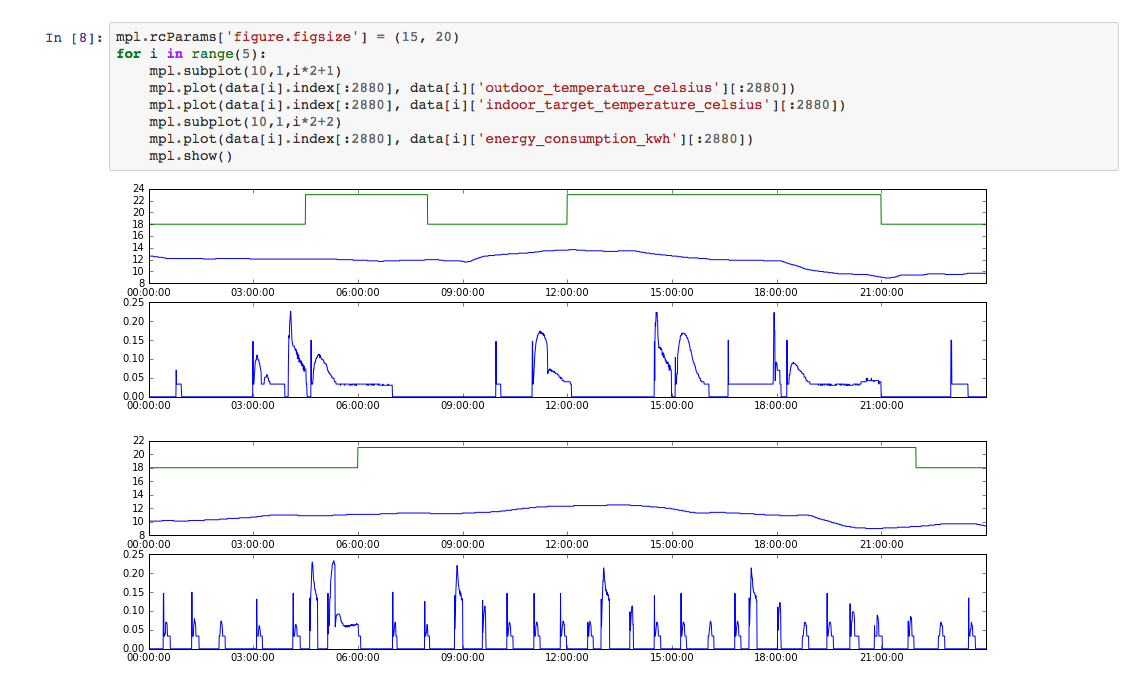 In [8]: mpl.rcParams['figure.figsize'] = (15, 20)
for i in range(5):
    mpl.subplot(10,1,i*2+1)
    mpl.plot(data[i].index[:2880], data[i]['outdoor_temperature_celsius'][:2880])
    mpl.plot(data[i].index[:2880], data[i]['indoor_target_temperature_celsius'][:2880])
    mpl.subplot(10,1,i*2+2)
    mpl.plot(data[i].index[:2880], data[i]['energy_consumption_kwh'][:2880])
    mpl.show()
24
22
20
18
16
14
12
10
8
00:00:00 03:00:00 06:00:00 09:00:00 12:00:00 15:00:00 18:00:00 21:00:00
0.25
0.20
0.15
0.10
0.05
0.00
00:00:00 03:00:00 06:00:00 09:00:00 12:00:00 15:00:00 18:00:00 21:00:00
22
20
18
16
14
12
10
8
00:00:00 03:00:00 06:00:00 09:00:00 12:00:00 15:00:00 18:00:00 21:00:00
0.25
0.20
0.15
0.10
0.05
0.00
00:00:00 03:00:00 06:00:00 09:00:00 12:00:00 15:00:00 18:00:00 21:00:00